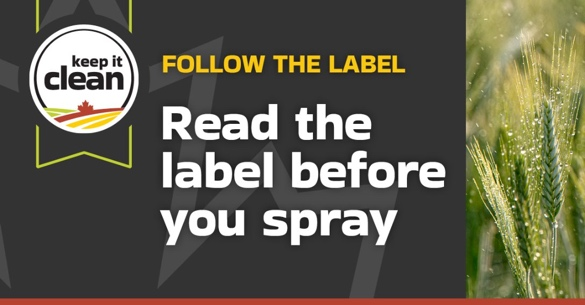 keep it
clean
FOLLOW THE LABEL
Read the
label before
you spray